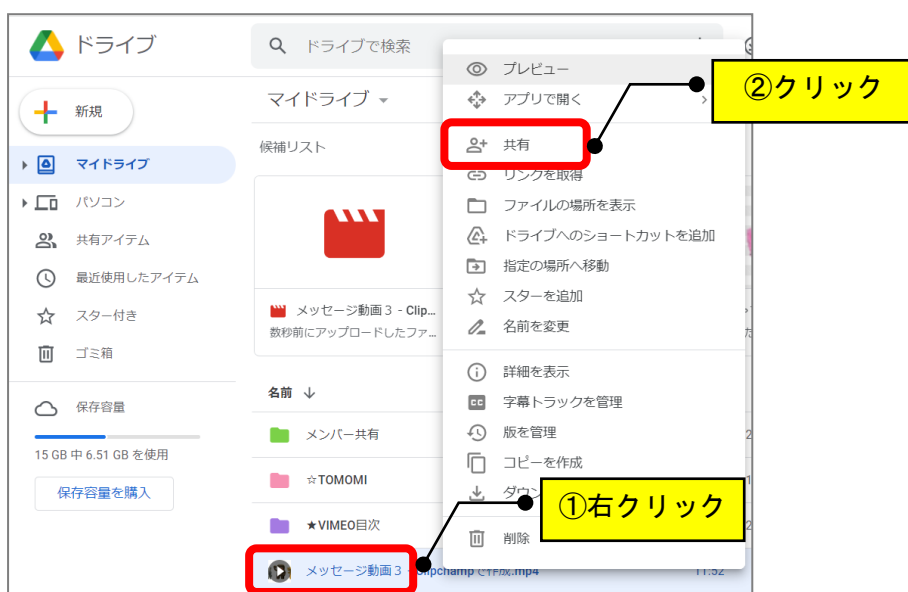 ドライブ
ドライブで検索
新規
マイドライブ
パソコン
共有アイテム
最近使用したアイテム
スター付き
ゴミ箱
保存容量
15 GB 中 6.51 GB を使用
保存容量を購入
マイドライブ
候補リスト
メッセージ動画３ - Clip...
数秒前にアップロードしたファ...
名前
メンバー共有
☆TOMOMI
★VIMEO目次
メッセージ動画３ - Clipchampで作成.mp4
11:52
プレビュー
アプリで開く
共有
リンクを取得
ファイルの場所を表示
ドライブへのショートカットを追加
指定の場所へ移動
スターを追加
名前を変更
詳細を表示
字幕トラックを管理
版を管理
コピーを作成
ダウン
削除
②クリック
①右クリック